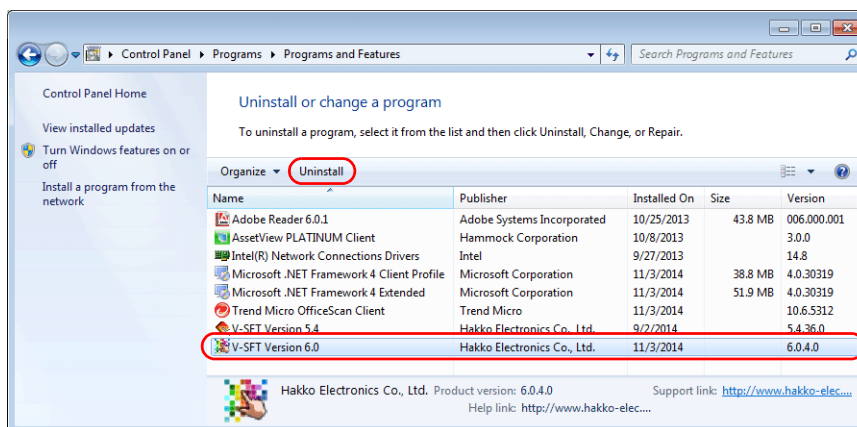 Control Panel ▸ Programs ▸ Programs and Features
Search Programs and Features
Control Panel Home
View installed updates
Turn Windows features on or
off
Install a program from the
network
Uninstall or change a program
To uninstall a program, select it from the list and then click Uninstall, Change, or Repair.
Organize Uninstall
Name Publisher Installed On Size Version
Adobe Reader 6.0.1 Adobe Systems Incorporated 10/25/2013 43.8 MB 006.000.001
AssetView PLATINUM Client Hammock Corporation 10/8/2013 3.0.0
Intel(R) Network Connections Drivers Intel 9/27/2013 14.8
Microsoft .NET Framework 4 Client Profile Microsoft Corporation 11/3/2014 38.8 MB 4.0.30319
Microsoft .NET Framework 4 Extended Microsoft Corporation 11/3/2014 51.9 MB 4.0.30319
Trend Micro OfficeScan Client Trend Micro 11/3/2014 10.6.5312
V-SFT Version 5.4 Hakko Electronics Co., Ltd. 9/2/2014 5.4.36.0
V-SFT Version 6.0 Hakko Electronics Co., Ltd. 11/3/2014 6.0.4.0
Hakko Electronics Co., Ltd. Product version: 6.0.4.0 Support link: http://www.hakko-elec....
Help link: http://www.hakko-elec....